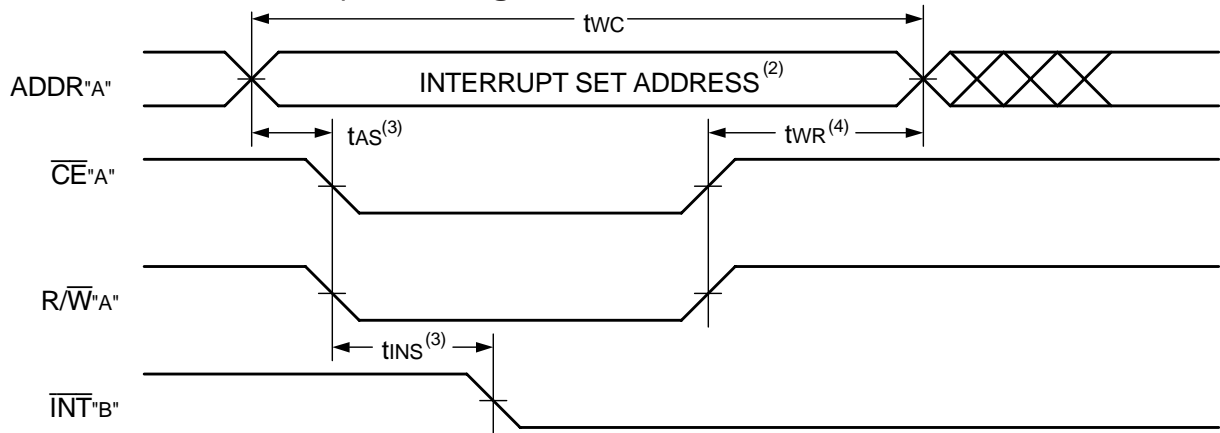 tWC
ADDR"A"
INTERRUPT SET ADDRESS(2)
tAS(3)
tWR(4)
CE"A"
R/W"A"
tINS(3)
INT"B"